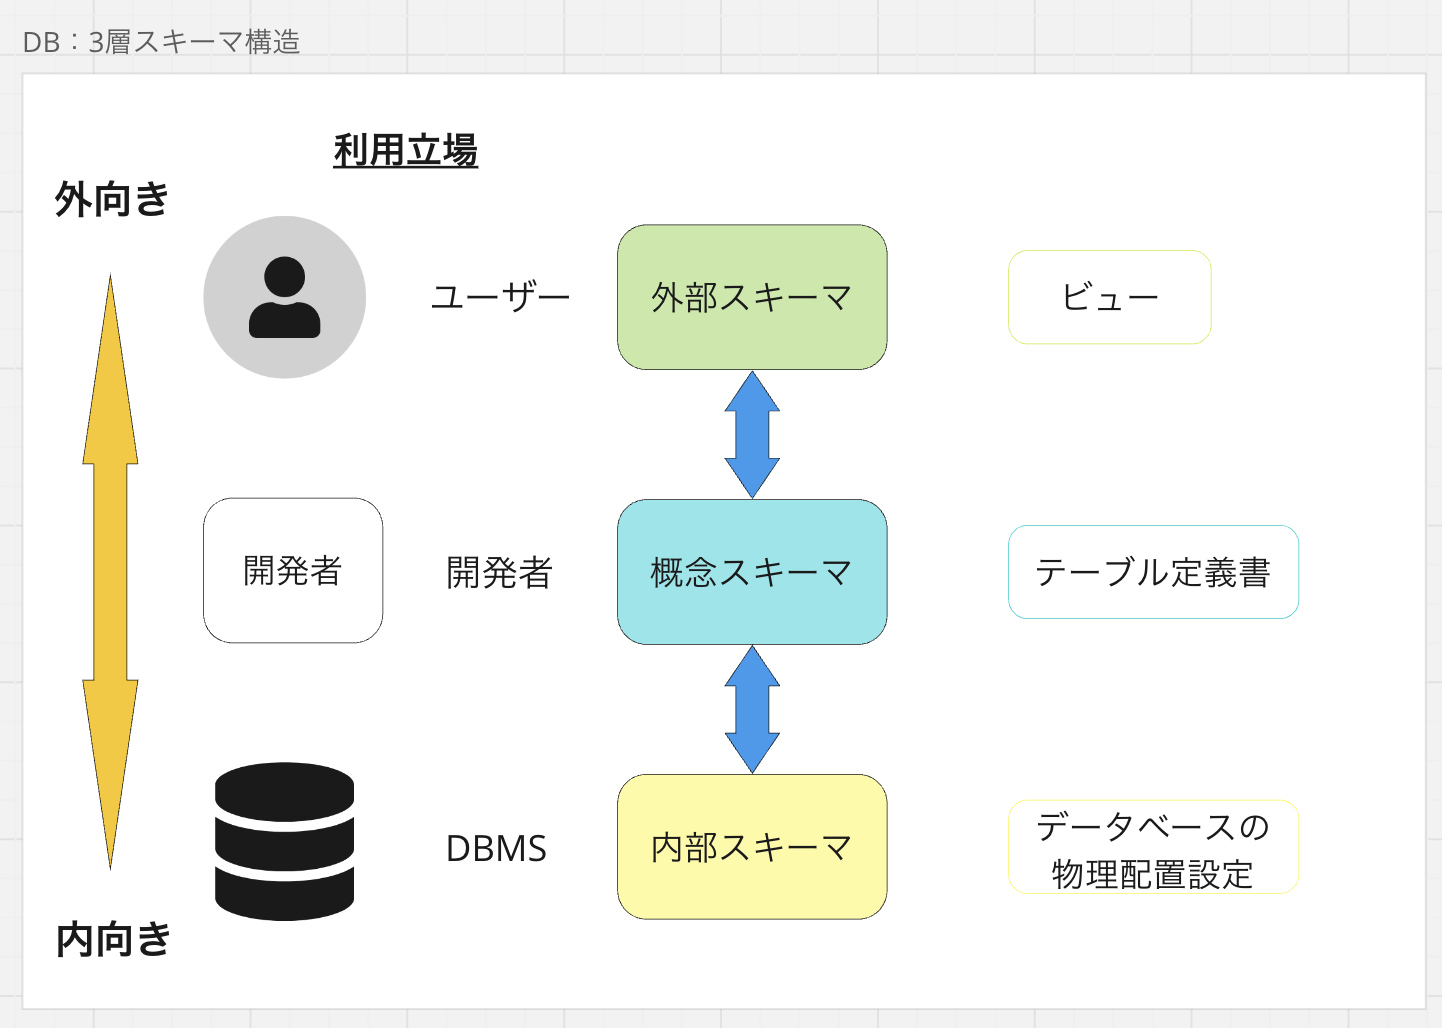 DB：3層スキーマ構造
利用立場
外向き
ユーザー
外部スキーマ
ビュー
開発者
開発者
概念スキーマ
テーブル定義書
DBMS
内部スキーマ
データベースの
物理配置設定
内向き